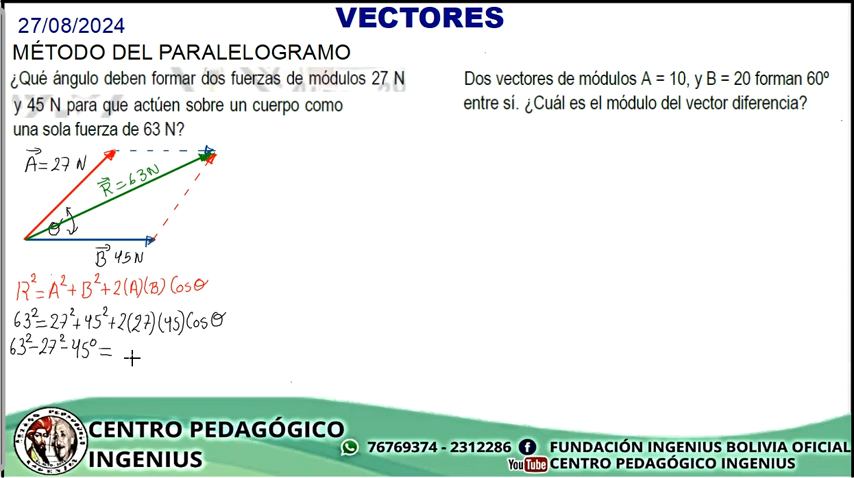 VECTORES
27/08/2024
MÉTODO DEL PARALELOGRAMO
¿Qué ángulo deben formar dos fuerzas de módulos 27 N
y 45 N para que actúen sobre un cuerpo como
una sola fuerza de 63 N?
A = 27 N
R = 63 N
θ
B 45 N
R² = A² + B² + 2(A)(B) Cosθ
63² = 27² + 45² + 2(27)(45) Cosθ
63² - 27² - 45° =
Dos vectores de módulos A = 10, y B = 20 forman 60º
entre sí. ¿Cuál es el módulo del vector diferencia?
CENTRO PEDAGÓGICO
INGENIUS
76769374 - 2312286
FUNDACIÓN INGENIUS BOLIVIA OFICIAL
YouTube CENTRO PEDAGÓGICO INGENIUS